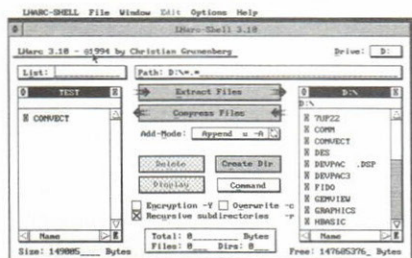 LHARC-SHELL File Window Edit Options Help
LHarc-Shell 3.10
LHarc 3.10 - ©1994 by Christian Grunenberg
Drive: D:
List:
Path: D:\*.*
TEST
Extract Files
D:\
D:\
Compress Files
CONVECT
7UP22
COMM
CONVECT
DES
DEVPAC .DSP
DEVPAC3
FIDO
GEMVIEW
GRAPHICS
HBASIC
Add-Mode: Append u -A
Delete
Create Dir
Display
Command
Encryption -Y
Overwrite -c
Recursive subdirectories -r
Name
Name
Total: 0 Bytes
Files: 0 Dirs: 0
Size: 149805 Bytes
Free: 147605376 Bytes